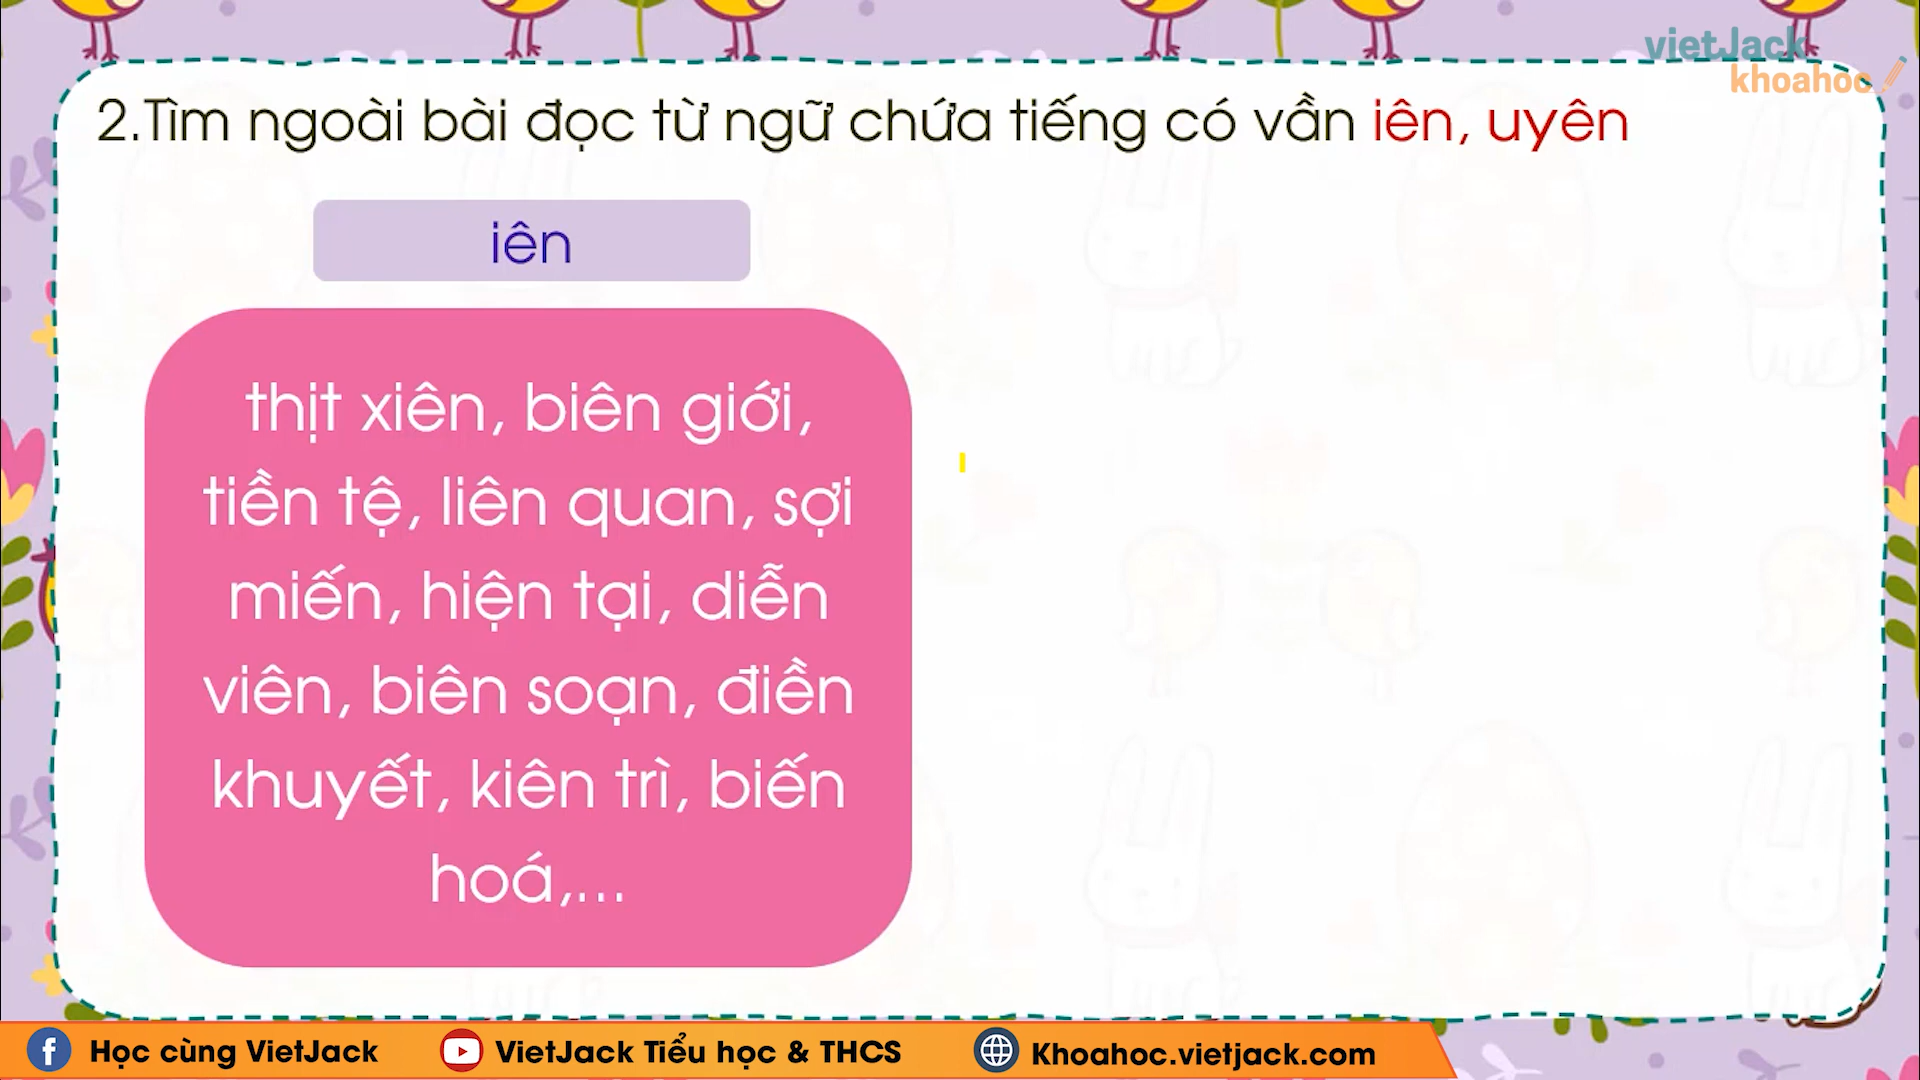 vietJack
khoahoc
2.Tìm ngoài bài đọc từ ngữ chứa tiếng có vần iên, uyên
iên
thịt xiên, biên giới,
tiền tệ, liên quan, sợi
miến, hiện tại, diễn
viên, biên soạn, điền
khuyết, kiên trì, biến
hoá,...
Học cùng VietJack
VietJack Tiểu học & THCS
Khoahoc.vietjack.com